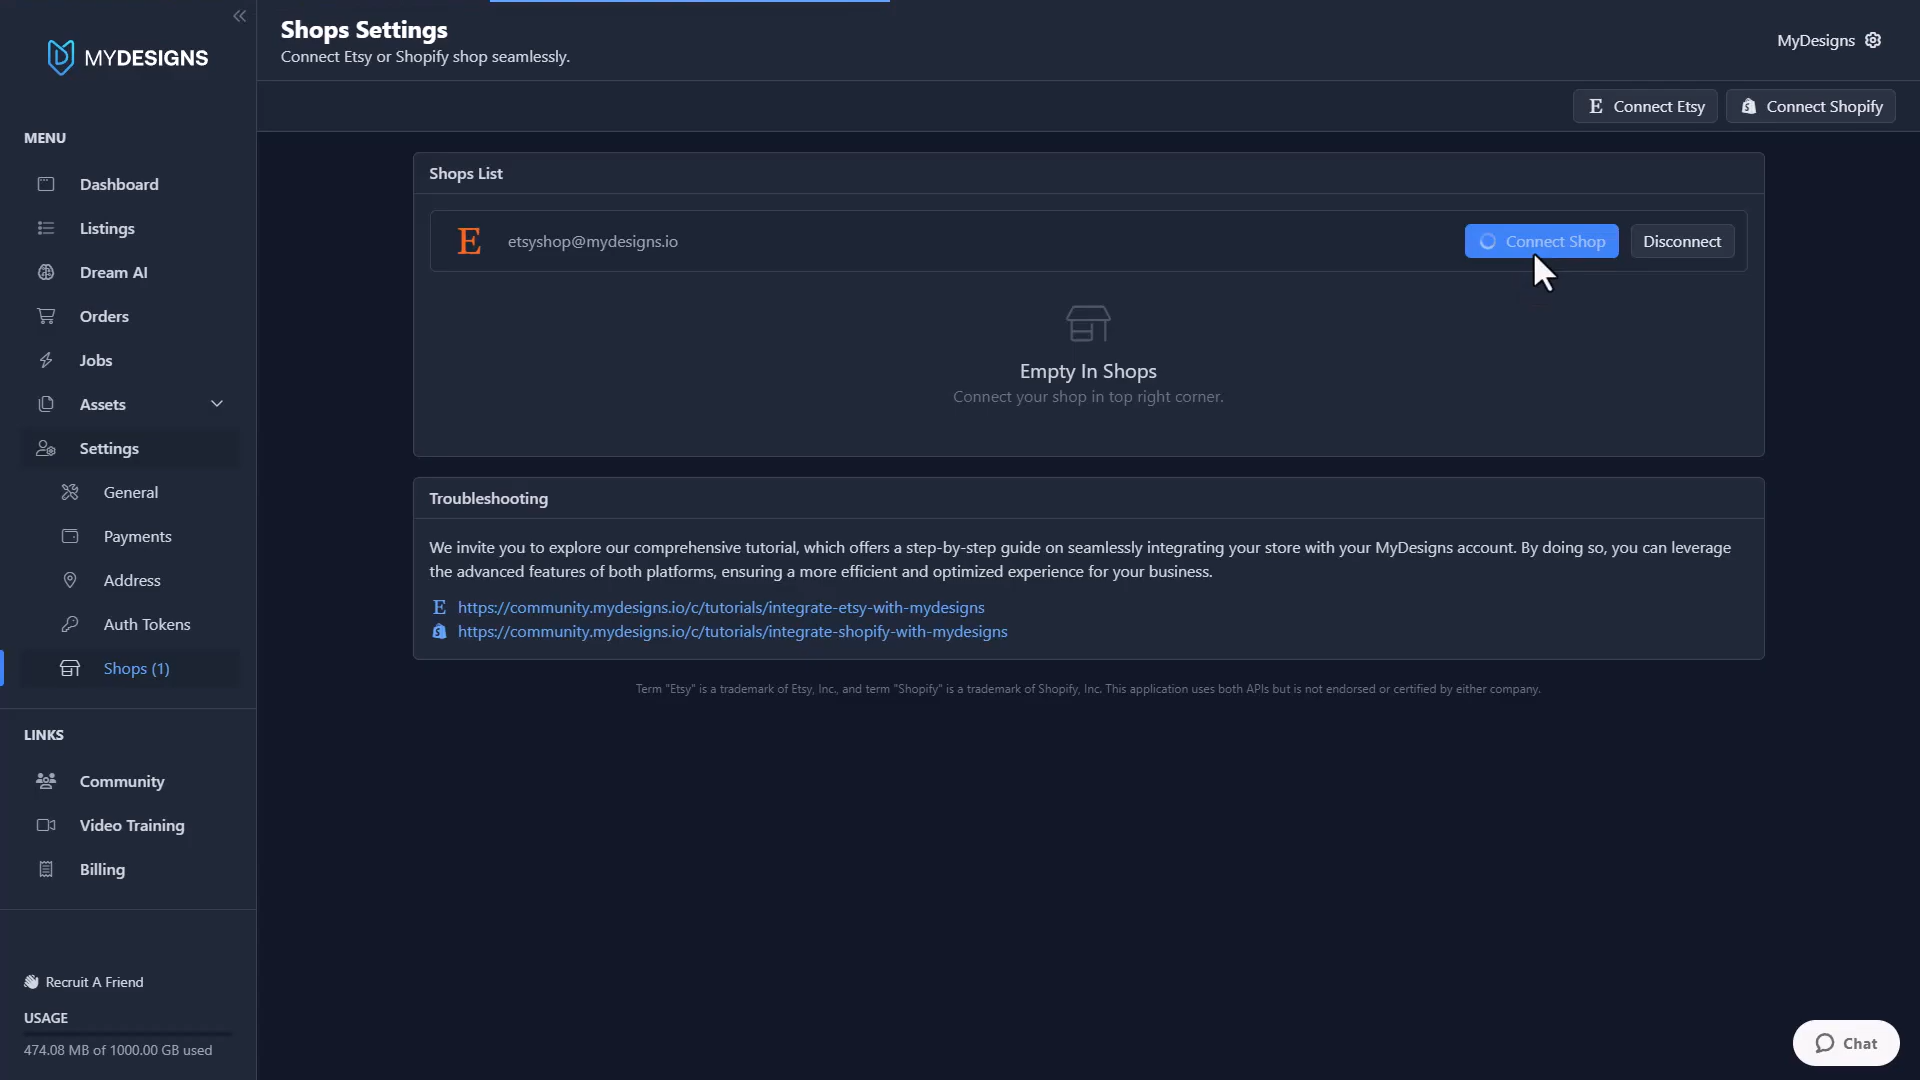 MYDESIGNS
MENU
Dashboard
Listings
Dream AI
Orders
Jobs
Assets
Settings
General
Payments
Address
Auth Tokens
Shops (1)
LINKS
Community
Video Training
Billing
Recruit A Friend
USAGE
474.08 MB of 1000.00 GB used
Shops Settings
Connect Etsy or Shopify shop seamlessly.
MyDesigns
E Connect Etsy
Connect Shopify
Shops List
E etsyshop@mydesigns.io
Connect Shop
Disconnect
Empty In Shops
Connect your shop in top right corner.
Troubleshooting
We invite you to explore our comprehensive tutorial, which offers a step-by-step guide on seamlessly integrating your store with your MyDesigns account. By doing so, you can leverage
the advanced features of both platforms, ensuring a more efficient and optimized experience for your business.
E https://community.mydesigns.io/c/tutorials/integrate-etsy-with-mydesigns
https://community.mydesigns.io/c/tutorials/integrate-shopify-with-mydesigns
Term "Etsy" is a trademark of Etsy, Inc., and term "Shopify" is a trademark of Shopify, Inc. This application uses both APIs but is not endorsed or certified by either company.
Chat